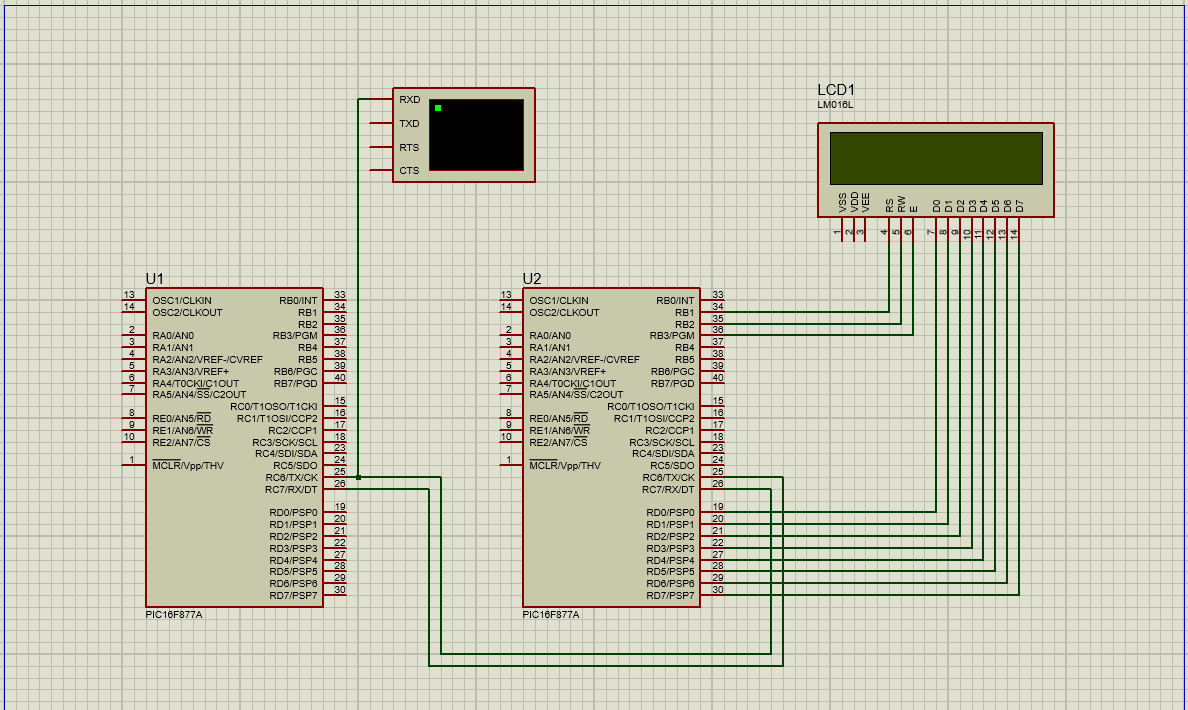 LCD1
LM016L
RXD
TXD
RTS
CTS
VSS
VDD
VEE
RS
RW
E
D0
D1
D2
D3
D4
D5
D6
D7
1
2
3
4
5
6
7
8
9
10
11
12
13
14
U1
13 OSC1/CLKIN RB0/INT 33
14 OSC2/CLKOUT RB1 34
RB2 35
2 RA0/AN0 RB3/PGM 36
3 RA1/AN1 RB4 37
4 RA2/AN2/VREF-/CVREF RB5 38
5 RA3/AN3/VREF+ RB6/PGC 39
6 RA4/T0CKI/C1OUT RB7/PGD 40
7 RA5/AN4/SS/C2OUT
RC0/T1OSO/T1CKI 15
8 RE0/AN5/RD RC1/T1OSI/CCP2 16
9 RE1/AN6/WR RC2/CCP1 17
10 RE2/AN7/CS RC3/SCK/SCL 18
RC4/SDI/SDA 23
1 MCLR/Vpp/THV RC5/SDO 24
RC6/TX/CK 25
RC7/RX/DT 26
RD0/PSP0 19
RD1/PSP1 20
RD2/PSP2 21
RD3/PSP3 22
RD4/PSP4 27
RD5/PSP5 28
RD6/PSP6 29
RD7/PSP7 30
PIC16F877A
U2
13 OSC1/CLKIN RB0/INT 33
14 OSC2/CLKOUT RB1 34
RB2 35
2 RA0/AN0 RB3/PGM 36
3 RA1/AN1 RB4 37
4 RA2/AN2/VREF-/CVREF RB5 38
5 RA3/AN3/VREF+ RB6/PGC 39
6 RA4/T0CKI/C1OUT RB7/PGD 40
7 RA5/AN4/SS/C2OUT
RC0/T1OSO/T1CKI 15
8 RE0/AN5/RD RC1/T1OSI/CCP2 16
9 RE1/AN6/WR RC2/CCP1 17
10 RE2/AN7/CS RC3/SCK/SCL 18
RC4/SDI/SDA 23
1 MCLR/Vpp/THV RC5/SDO 24
RC6/TX/CK 25
RC7/RX/DT 26
RD0/PSP0 19
RD1/PSP1 20
RD2/PSP2 21
RD3/PSP3 22
RD4/PSP4 27
RD5/PSP5 28
RD6/PSP6 29
RD7/PSP7 30
PIC16F877A